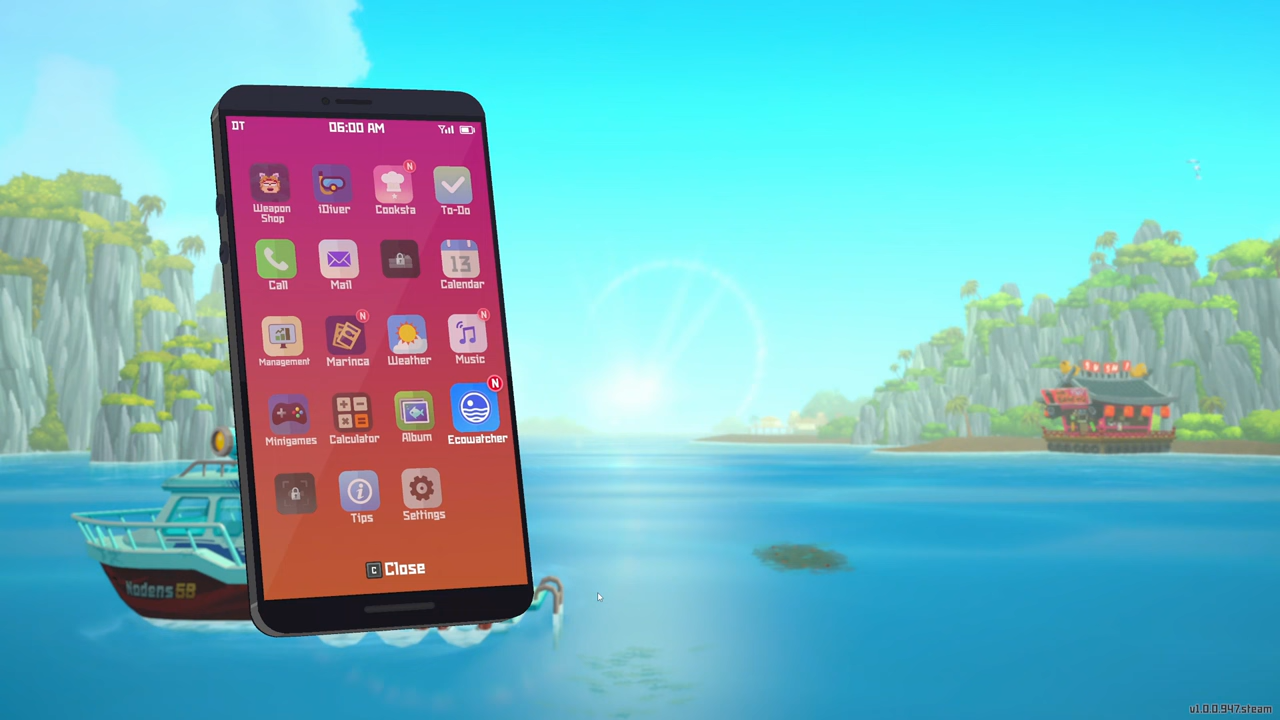 DT
06:00 AM
N
Weapon
Shop
iDiver
Cooksta
To-Do
13
Call
Mail
Calendar
N
N
Management
Marinca
Weather
Music
N
Minigames
Calculator
Album
Ecowatcher
Tips
Settings
C Close
Nodens 68
v1.0.0.947.steam